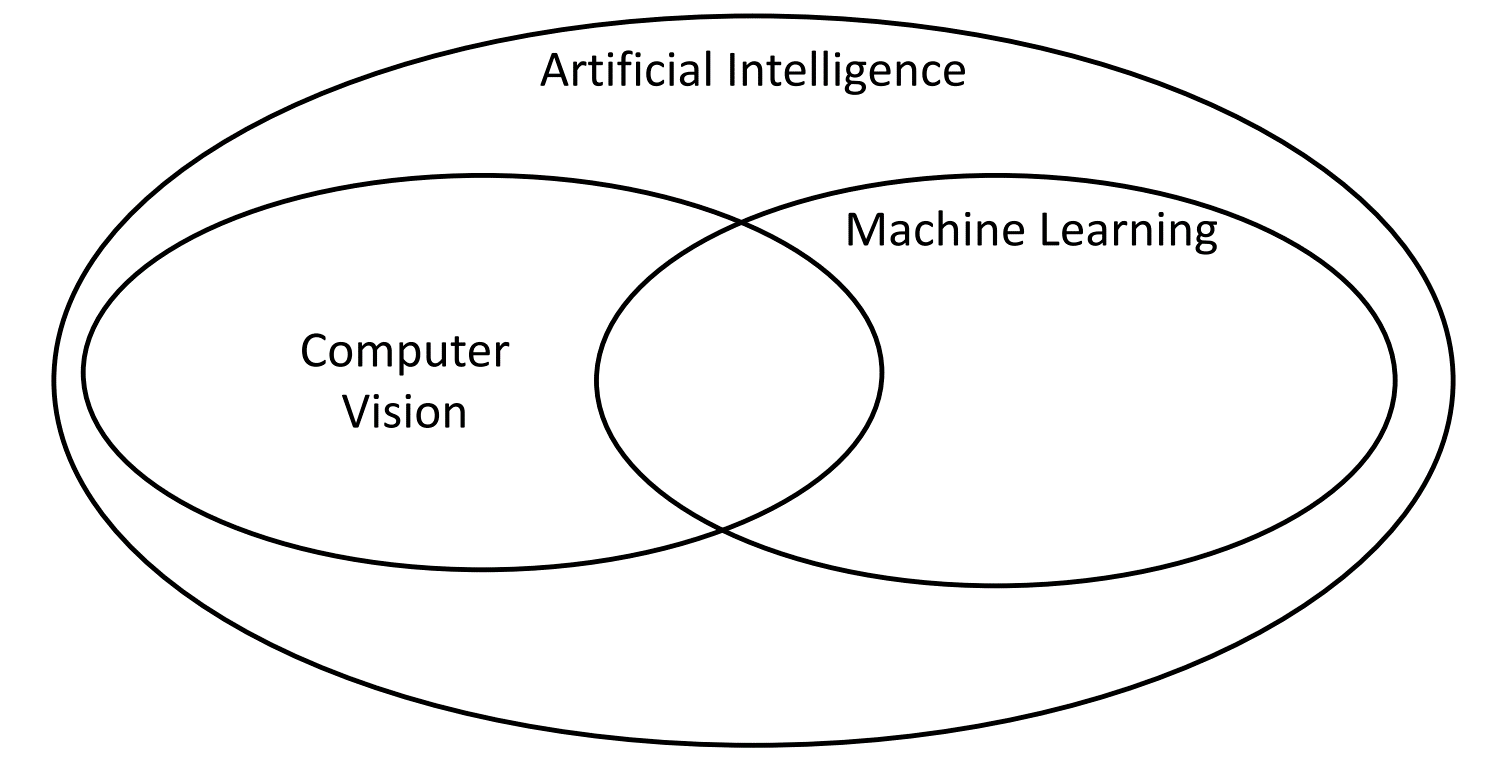 Artificial Intelligence
Machine Learning
Computer
Vision